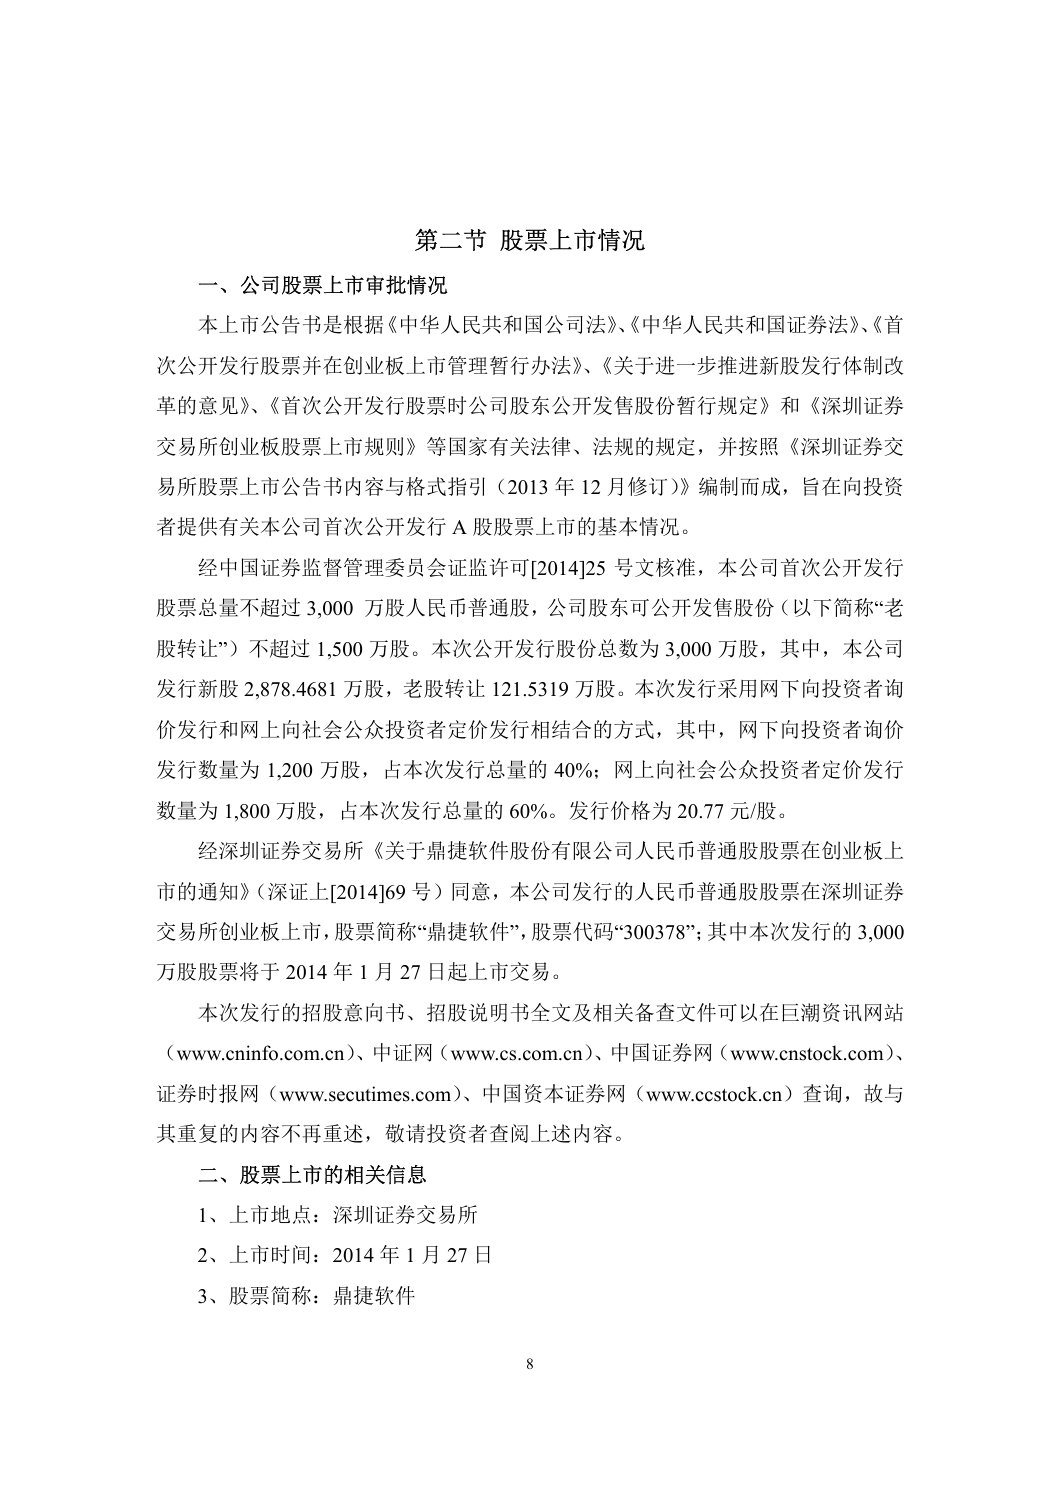 第二节 股票上市情况
一、公司股票上市审批情况
本上市公告书是根据《中华人民共和国公司法》、《中华人民共和国证券法》、《首
次公开发行股票并在创业板上市管理暂行办法》、《关于进一步推进新股发行体制改
革的意见》、《首次公开发行股票时公司股东公开发售股份暂行规定》和《深圳证券
交易所创业板股票上市规则》等国家有关法律、法规的规定，并按照《深圳证券交
易所股票上市公告书内容与格式指引（2013 年 12 月修订）》编制而成，旨在向投资
者提供有关本公司首次公开发行 A 股股票上市的基本情况。
经中国证券监督管理委员会证监许可[2014]25 号文核准，本公司首次公开发行
股票总量不超过 3,000 万股人民币普通股，公司股东可公开发售股份（以下简称“老
股转让”）不超过 1,500 万股。本次公开发行股份总数为 3,000 万股，其中，本公司
发行新股 2,878.4681 万股，老股转让 121.5319 万股。本次发行采用网下向投资者询
价发行和网上向社会公众投资者定价发行相结合的方式，其中，网下向投资者询价
发行数量为 1,200 万股，占本次发行总量的 40%；网上向社会公众投资者定价发行
数量为 1,800 万股，占本次发行总量的 60%。发行价格为 20.77 元/股。
经深圳证券交易所《关于鼎捷软件股份有限公司人民币普通股股票在创业板上
市的通知》（深证上[2014]69 号）同意，本公司发行的人民币普通股股票在深圳证券
交易所创业板上市，股票简称“鼎捷软件”，股票代码“300378”；其中本次发行的 3,000
万股股票将于 2014 年 1 月 27 日起上市交易。
本次发行的招股意向书、招股说明书全文及相关备查文件可以在巨潮资讯网站
（www.cninfo.com.cn）、中证网（www.cs.com.cn）、中国证券网（www.cnstock.com）、
证券时报网（www.secutimes.com）、中国资本证券网（www.ccstock.cn）查询，故与
其重复的内容不再重述，敬请投资者查阅上述内容。
二、股票上市的相关信息
1、上市地点：深圳证券交易所
2、上市时间：2014 年 1 月 27 日
3、股票简称：鼎捷软件
8